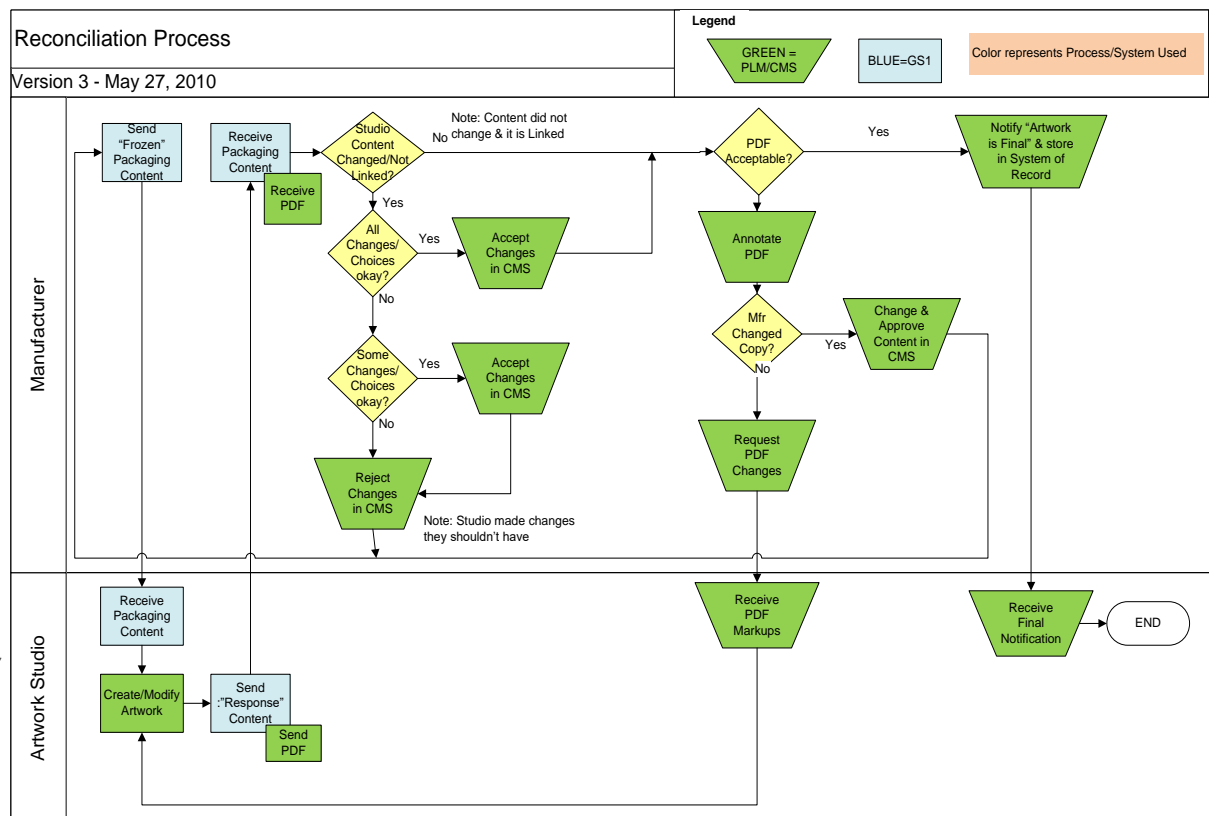 Reconciliation Process
Version 3 - May 27, 2010
Legend
GREEN =
PLM/CMS
BLUE=GS1
Color represents Process/System Used
Manufacturer
Send
“Frozen”
Packaging
Content
Receive
Packaging
Content
Receive
PDF
Studio
Content
Changed/Not
Linked?
No
Note: Content did not
change & it is Linked
PDF
Acceptable?
Yes
Notify “Artwork
is Final” & store
in System of
Record
Yes
All
Changes/
Choices
okay?
Yes
Accept
Changes
in CMS
Annotate
PDF
No
Mfr
Changed
Copy?
Yes
Change &
Approve
Content in
CMS
No
Some
Changes/
Choices
okay?
Yes
Accept
Changes
in CMS
No
Request
PDF
Changes
Reject
Changes
in CMS
Note: Studio made changes
they shouldn’t have
Artwork Studio
Receive
Packaging
Content
Receive
PDF
Markups
Receive
Final
Notification
END
Create/Modify
Artwork
Send
:”Response”
Content
Send
PDF